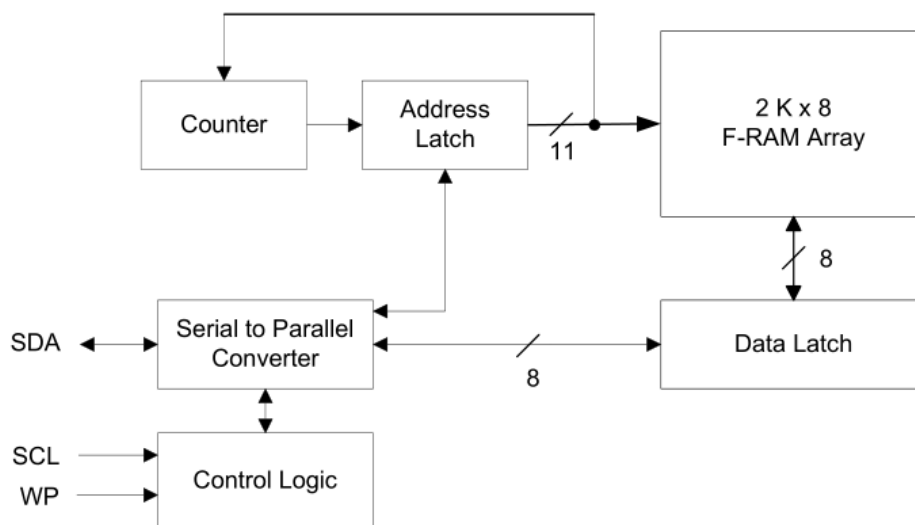 2 K x 8
F-RAM Array
Counter
Address
Latch
11
8
SDA
Serial to Parallel
Converter
8
Data Latch
SCL
WP
Control Logic